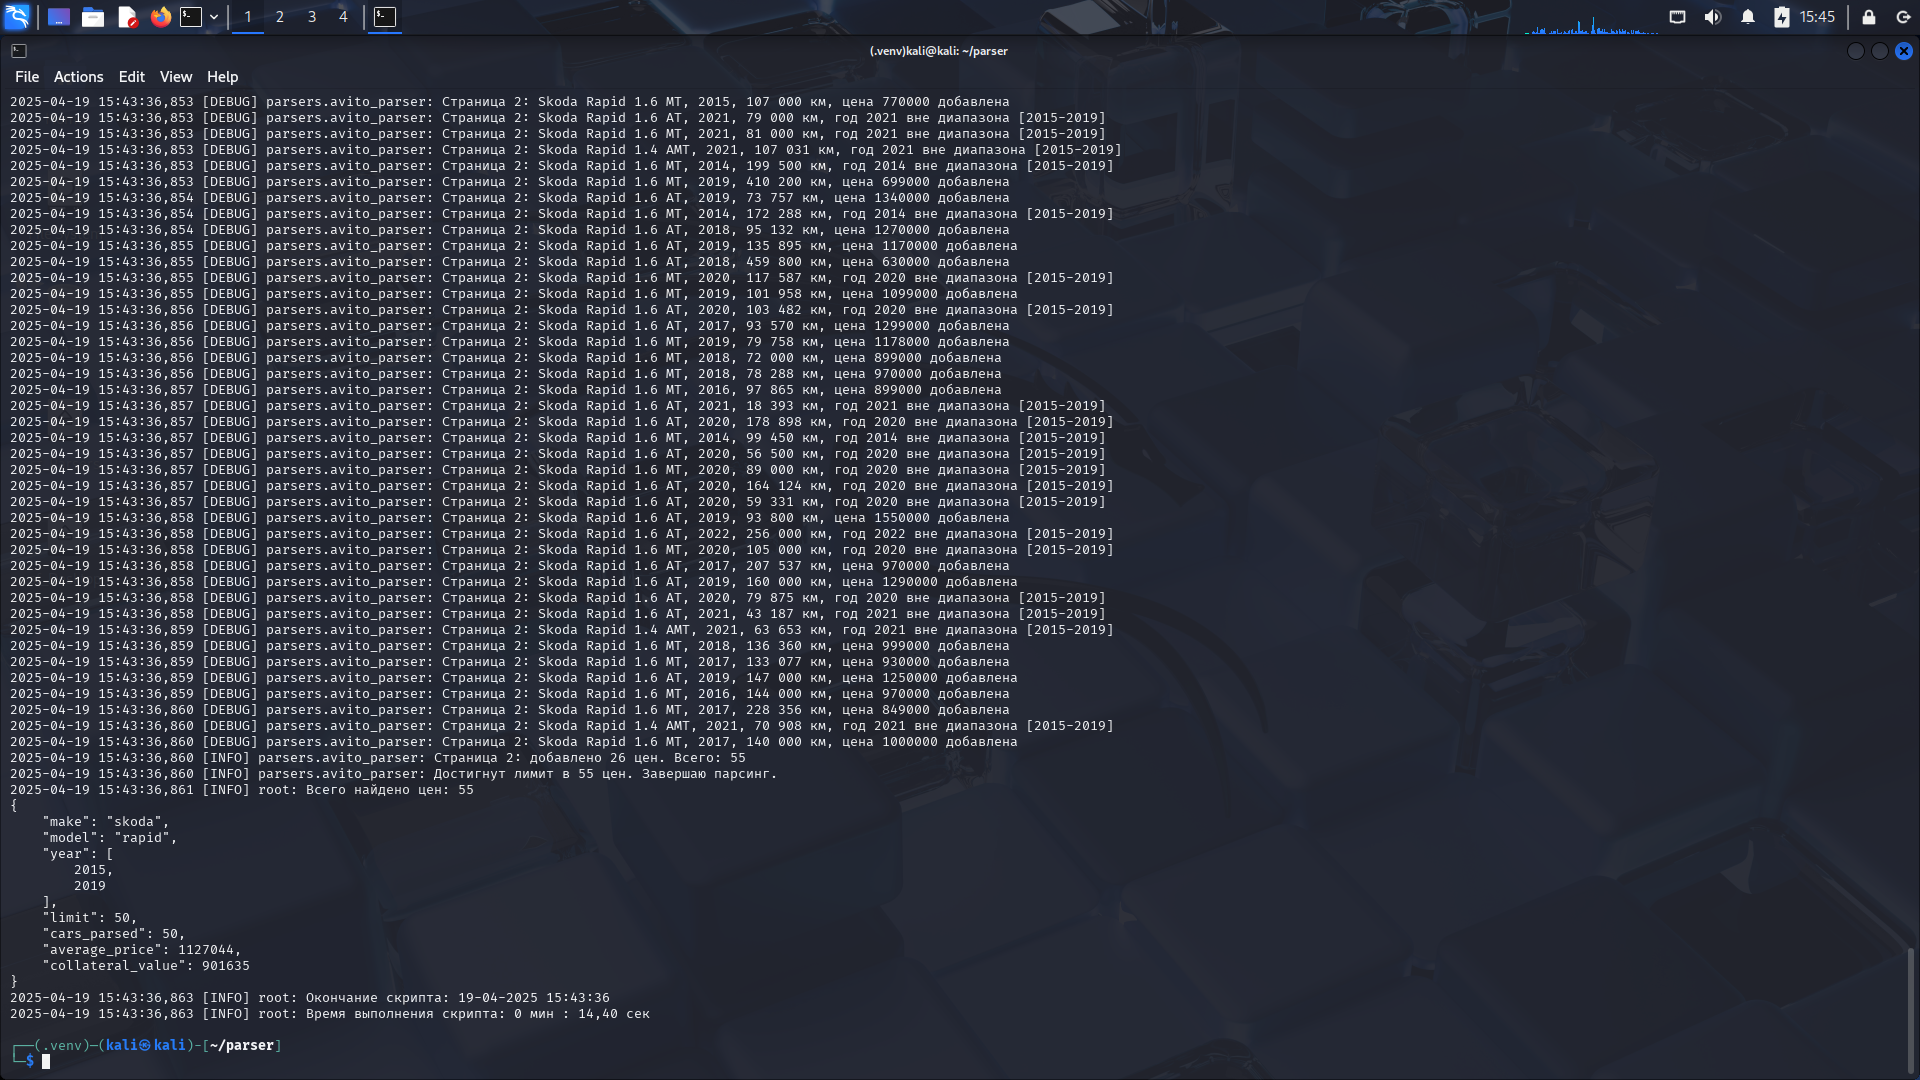 1 2 3 4
15:45
(.venv)kali@kali: ~/parser
File Actions Edit View Help
2025-04-19 15:43:36,853 [DEBUG] parsers.avito_parser: Страница 2: Skoda Rapid 1.6 MT, 2015, 107 000 км, цена 770000 добавлена
2025-04-19 15:43:36,853 [DEBUG] parsers.avito_parser: Страница 2: Skoda Rapid 1.6 AT, 2021, 79 000 км, год 2021 вне диапазона [2015-2019]
2025-04-19 15:43:36,853 [DEBUG] parsers.avito_parser: Страница 2: Skoda Rapid 1.6 MT, 2021, 81 000 км, год 2021 вне диапазона [2015-2019]
2025-04-19 15:43:36,853 [DEBUG] parsers.avito_parser: Страница 2: Skoda Rapid 1.4 AMT, 2021, 107 031 км, год 2021 вне диапазона [2015-2019]
2025-04-19 15:43:36,853 [DEBUG] parsers.avito_parser: Страница 2: Skoda Rapid 1.6 MT, 2014, 199 500 км, год 2014 вне диапазона [2015-2019]
2025-04-19 15:43:36,853 [DEBUG] parsers.avito_parser: Страница 2: Skoda Rapid 1.6 MT, 2019, 410 200 км, цена 699000 добавлена
2025-04-19 15:43:36,854 [DEBUG] parsers.avito_parser: Страница 2: Skoda Rapid 1.6 AT, 2019, 73 757 км, цена 1340000 добавлена
2025-04-19 15:43:36,854 [DEBUG] parsers.avito_parser: Страница 2: Skoda Rapid 1.6 MT, 2014, 172 288 км, год 2014 вне диапазона [2015-2019]
2025-04-19 15:43:36,854 [DEBUG] parsers.avito_parser: Страница 2: Skoda Rapid 1.6 AT, 2018, 95 132 км, цена 1270000 добавлена
2025-04-19 15:43:36,855 [DEBUG] parsers.avito_parser: Страница 2: Skoda Rapid 1.6 AT, 2019, 135 895 км, цена 1170000 добавлена
2025-04-19 15:43:36,855 [DEBUG] parsers.avito_parser: Страница 2: Skoda Rapid 1.6 AT, 2018, 459 800 км, цена 630000 добавлена
2025-04-19 15:43:36,855 [DEBUG] parsers.avito_parser: Страница 2: Skoda Rapid 1.6 MT, 2020, 117 587 км, год 2020 вне диапазона [2015-2019]
2025-04-19 15:43:36,855 [DEBUG] parsers.avito_parser: Страница 2: Skoda Rapid 1.6 MT, 2019, 101 958 км, цена 1099000 добавлена
2025-04-19 15:43:36,856 [DEBUG] parsers.avito_parser: Страница 2: Skoda Rapid 1.6 AT, 2020, 103 482 км, год 2020 вне диапазона [2015-2019]
2025-04-19 15:43:36,856 [DEBUG] parsers.avito_parser: Страница 2: Skoda Rapid 1.6 AT, 2017, 93 570 км, цена 1299000 добавлена
2025-04-19 15:43:36,856 [DEBUG] parsers.avito_parser: Страница 2: Skoda Rapid 1.6 MT, 2019, 79 758 км, цена 1178000 добавлена
2025-04-19 15:43:36,856 [DEBUG] parsers.avito_parser: Страница 2: Skoda Rapid 1.6 MT, 2018, 72 000 км, цена 899000 добавлена
2025-04-19 15:43:36,856 [DEBUG] parsers.avito_parser: Страница 2: Skoda Rapid 1.6 MT, 2018, 78 288 км, цена 970000 добавлена
2025-04-19 15:43:36,857 [DEBUG] parsers.avito_parser: Страница 2: Skoda Rapid 1.6 MT, 2016, 97 865 км, цена 899000 добавлена
2025-04-19 15:43:36,857 [DEBUG] parsers.avito_parser: Страница 2: Skoda Rapid 1.6 AT, 2021, 18 393 км, год 2021 вне диапазона [2015-2019]
2025-04-19 15:43:36,857 [DEBUG] parsers.avito_parser: Страница 2: Skoda Rapid 1.6 AT, 2020, 178 898 км, год 2020 вне диапазона [2015-2019]
2025-04-19 15:43:36,857 [DEBUG] parsers.avito_parser: Страница 2: Skoda Rapid 1.6 MT, 2014, 99 450 км, год 2014 вне диапазона [2015-2019]
2025-04-19 15:43:36,857 [DEBUG] parsers.avito_parser: Страница 2: Skoda Rapid 1.6 AT, 2020, 56 500 км, год 2020 вне диапазона [2015-2019]
2025-04-19 15:43:36,857 [DEBUG] parsers.avito_parser: Страница 2: Skoda Rapid 1.6 MT, 2020, 89 000 км, год 2020 вне диапазона [2015-2019]
2025-04-19 15:43:36,857 [DEBUG] parsers.avito_parser: Страница 2: Skoda Rapid 1.6 AT, 2020, 164 124 км, год 2020 вне диапазона [2015-2019]
2025-04-19 15:43:36,857 [DEBUG] parsers.avito_parser: Страница 2: Skoda Rapid 1.6 AT, 2020, 59 331 км, год 2020 вне диапазона [2015-2019]
2025-04-19 15:43:36,858 [DEBUG] parsers.avito_parser: Страница 2: Skoda Rapid 1.6 AT, 2019, 93 800 км, цена 1550000 добавлена
2025-04-19 15:43:36,858 [DEBUG] parsers.avito_parser: Страница 2: Skoda Rapid 1.6 AT, 2022, 256 000 км, год 2022 вне диапазона [2015-2019]
2025-04-19 15:43:36,858 [DEBUG] parsers.avito_parser: Страница 2: Skoda Rapid 1.6 MT, 2020, 105 000 км, год 2020 вне диапазона [2015-2019]
2025-04-19 15:43:36,858 [DEBUG] parsers.avito_parser: Страница 2: Skoda Rapid 1.6 AT, 2017, 207 537 км, цена 970000 добавлена
2025-04-19 15:43:36,858 [DEBUG] parsers.avito_parser: Страница 2: Skoda Rapid 1.6 AT, 2019, 160 000 км, цена 1290000 добавлена
2025-04-19 15:43:36,858 [DEBUG] parsers.avito_parser: Страница 2: Skoda Rapid 1.6 AT, 2020, 79 875 км, год 2020 вне диапазона [2015-2019]
2025-04-19 15:43:36,858 [DEBUG] parsers.avito_parser: Страница 2: Skoda Rapid 1.6 AT, 2021, 43 187 км, год 2021 вне диапазона [2015-2019]
2025-04-19 15:43:36,859 [DEBUG] parsers.avito_parser: Страница 2: Skoda Rapid 1.4 AMT, 2021, 63 653 км, год 2021 вне диапазона [2015-2019]
2025-04-19 15:43:36,859 [DEBUG] parsers.avito_parser: Страница 2: Skoda Rapid 1.6 MT, 2018, 136 360 км, цена 999000 добавлена
2025-04-19 15:43:36,859 [DEBUG] parsers.avito_parser: Страница 2: Skoda Rapid 1.6 MT, 2017, 133 077 км, цена 930000 добавлена
2025-04-19 15:43:36,859 [DEBUG] parsers.avito_parser: Страница 2: Skoda Rapid 1.6 AT, 2019, 147 000 км, цена 1250000 добавлена
2025-04-19 15:43:36,859 [DEBUG] parsers.avito_parser: Страница 2: Skoda Rapid 1.6 MT, 2016, 144 000 км, цена 970000 добавлена
2025-04-19 15:43:36,860 [DEBUG] parsers.avito_parser: Страница 2: Skoda Rapid 1.6 MT, 2017, 228 356 км, цена 849000 добавлена
2025-04-19 15:43:36,860 [DEBUG] parsers.avito_parser: Страница 2: Skoda Rapid 1.4 AMT, 2021, 70 908 км, год 2021 вне диапазона [2015-2019]
2025-04-19 15:43:36,860 [DEBUG] parsers.avito_parser: Страница 2: Skoda Rapid 1.6 MT, 2017, 140 000 км, цена 1000000 добавлена
2025-04-19 15:43:36,860 [INFO] parsers.avito_parser: Страница 2: добавлено 26 цен. Всего: 55
2025-04-19 15:43:36,860 [INFO] parsers.avito_parser: Достигнут лимит в 55 цен. Завершаю парсинг.
2025-04-19 15:43:36,861 [INFO] root: Всего найдено цен: 55
{
    "make": "skoda",
    "model": "rapid",
    "year": [
        2015,
        2019
    ],
    "limit": 50,
    "cars_parsed": 50,
    "average_price": 1127044,
    "collateral_value": 901635
}
2025-04-19 15:43:36,863 [INFO] root: Окончание скрипта: 19-04-2025 15:43:36
2025-04-19 15:43:36,863 [INFO] root: Время выполнения скрипта: 0 мин : 14,40 сек
┌──(.venv)─(kali㉿kali)-[~/parser]
└─$